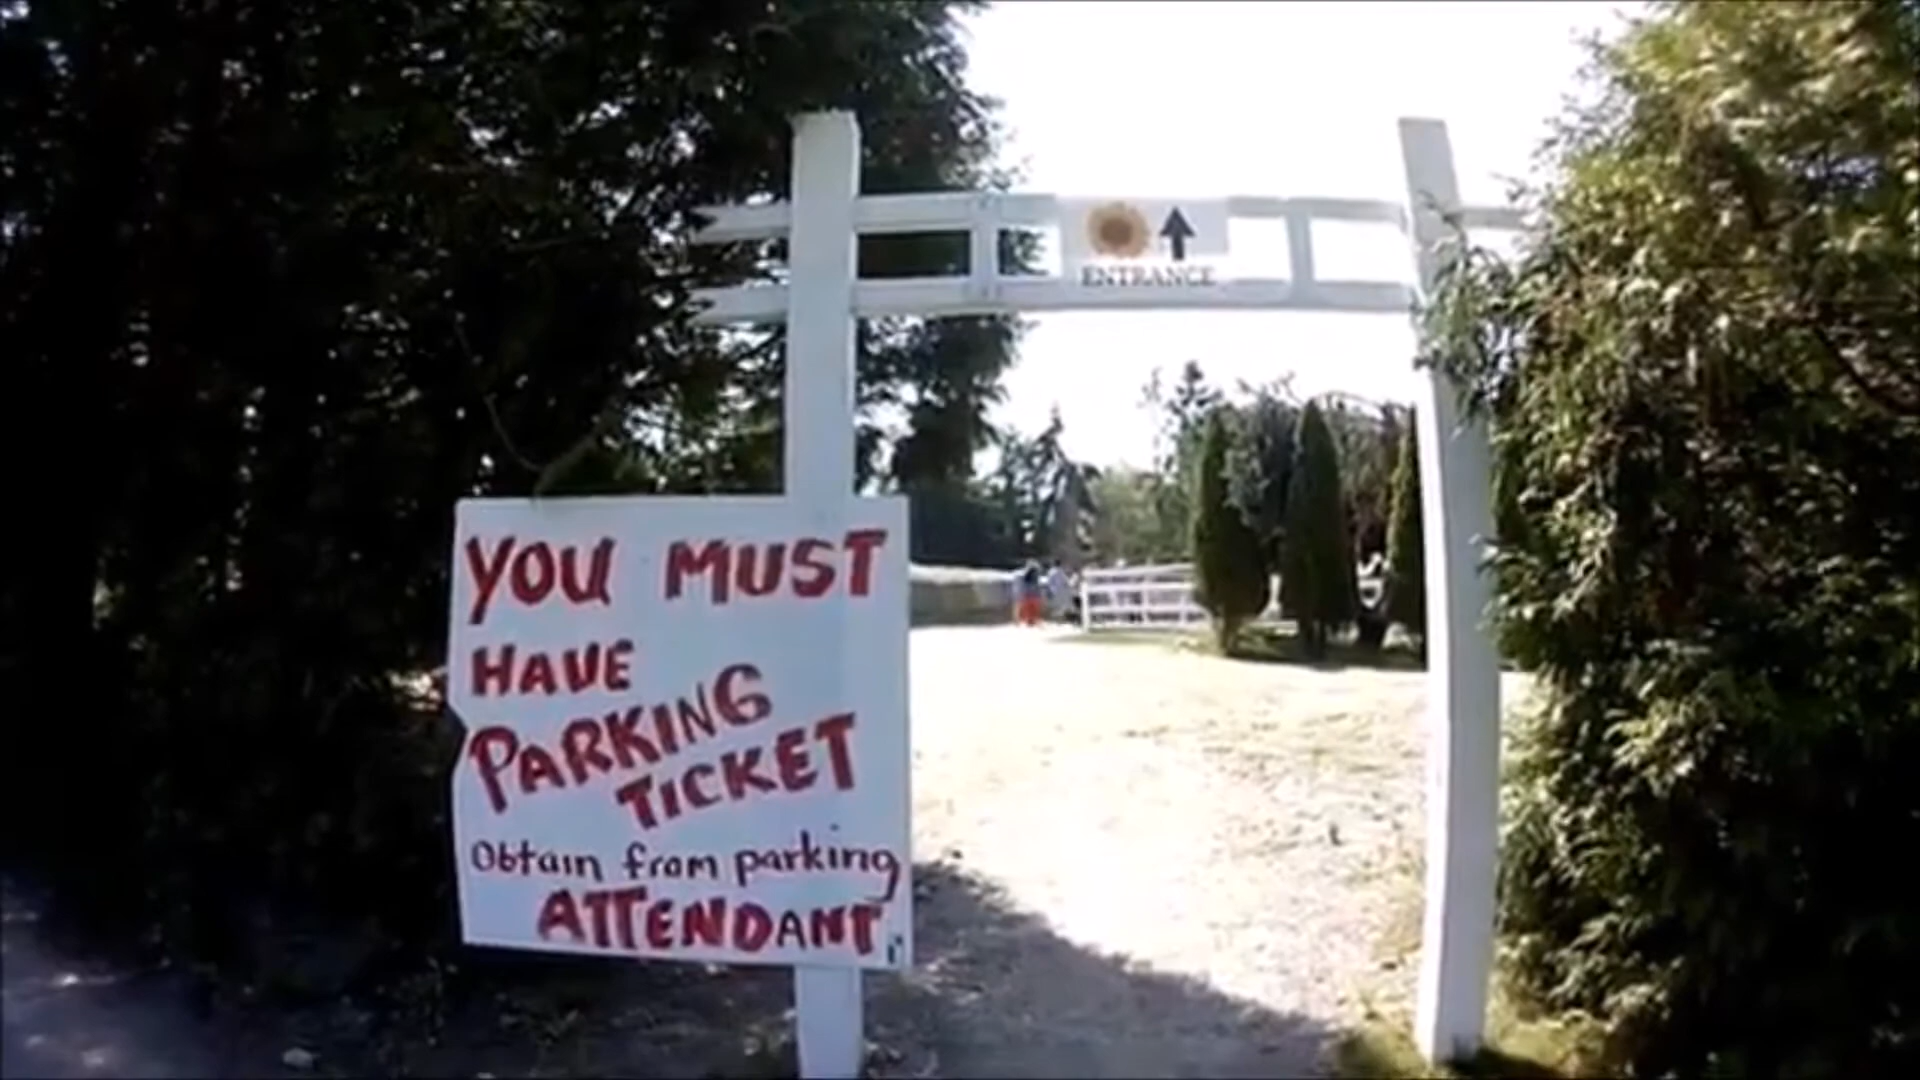 ENTRANCE
YOU MUST
HAVE
PARKING
TICKET
Obtain from parking
ATTENDANT